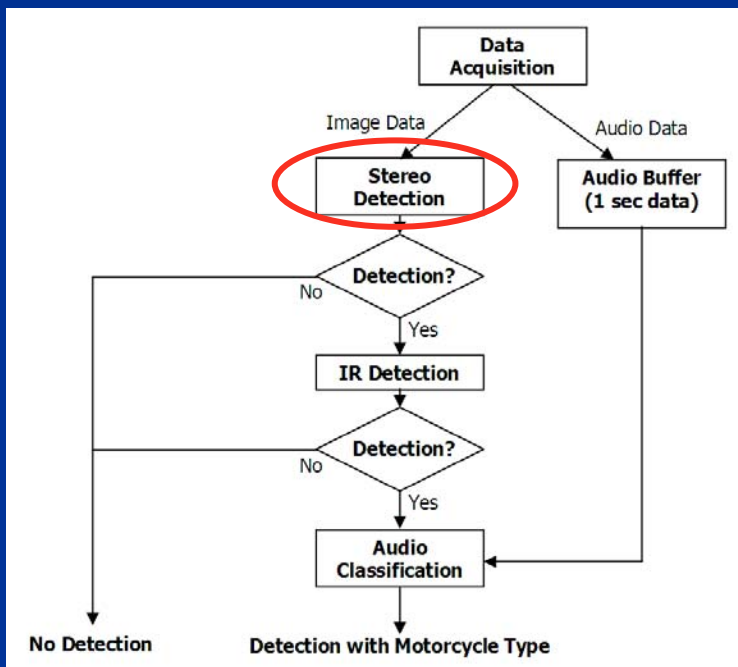 Data
Acquisition
Image Data
Audio Data
Stereo
Detection
Audio Buffer
(1 sec data)
Detection?
No
Yes
IR Detection
Detection?
No
Yes
Audio
Classification
No Detection
Detection with Motorcycle Type